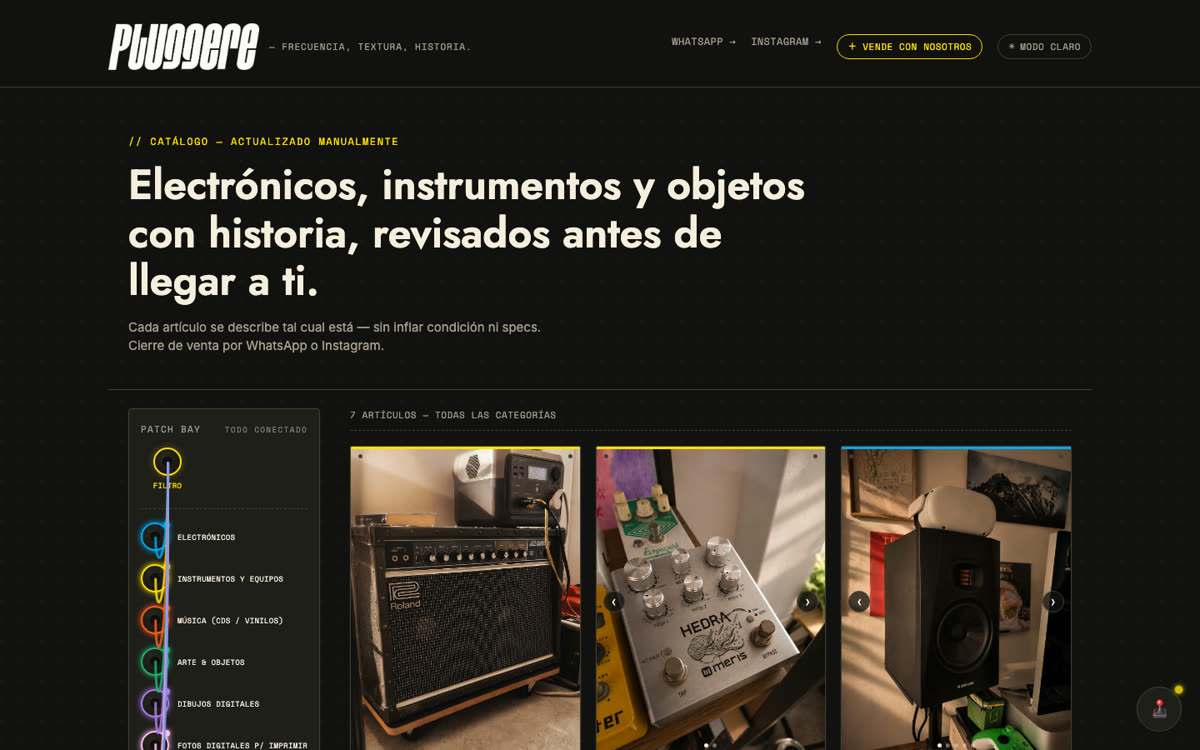 PLUGGERE
— FRECUENCIA, TEXTURA, HISTORIA.
WHATSAPP →
INSTAGRAM →
+ VENDE CON NOSOTROS
☀ MODO CLARO
// CATÁLOGO — ACTUALIZADO MANUALMENTE
Electrónicos, instrumentos y objetos
con historia, revisados antes de
llegar a ti.
Cada artículo se describe tal cual está — sin inflar condición ni specs.
Cierre de venta por WhatsApp o Instagram.
PATCH BAY
TODO CONECTADO
FILTRO
ELECTRÓNICOS
INSTRUMENTOS Y EQUIPOS
MÚSICA (CDS / VINILOS)
ARTE & OBJETOS
DIBUJOS DIGITALES
FOTOS DIGITALES P/ IMPRIMIR
7 ARTÍCULOS — TODAS LAS CATEGORÍAS
Roland
HEDRA
meris
TAP
BYPASS